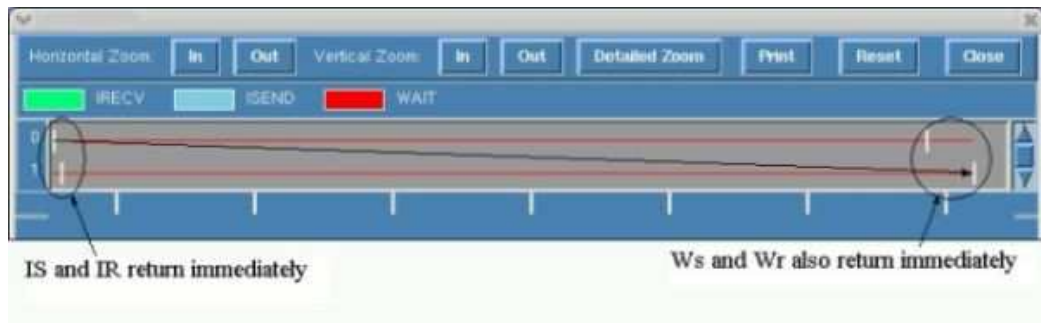 Horizontal Zoom: In Out Vertical Zoom: In Out Detailed Zoom Print Reset Close
IRECV ISEND WAIT
0
1
IS and IR return immediately
Ws and Wr also return immediately